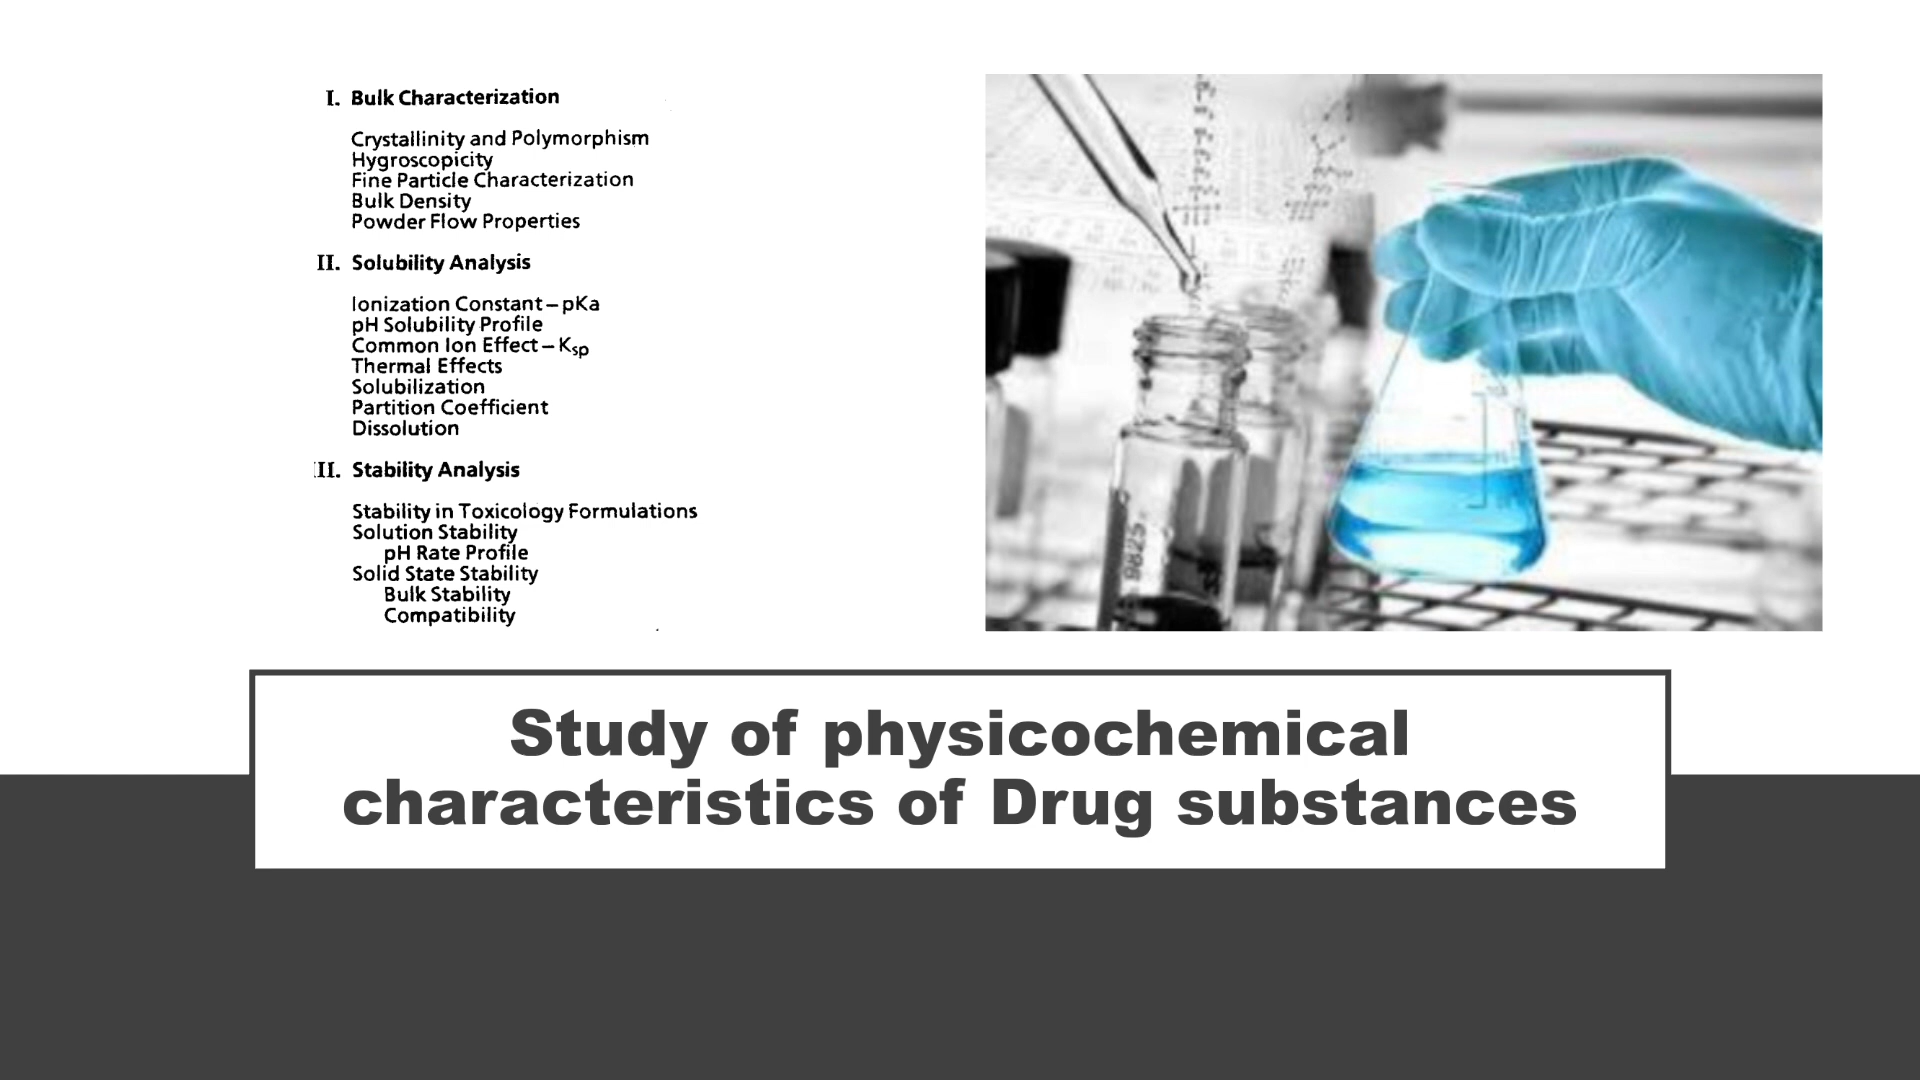 I. Bulk Characterization
Crystallinity and Polymorphism
Hygroscopicity
Fine Particle Characterization
Bulk Density
Powder Flow Properties
II. Solubility Analysis
Ionization Constant – pKa
pH Solubility Profile
Common Ion Effect – Ksp
Thermal Effects
Solubilization
Partition Coefficient
Dissolution
III. Stability Analysis
Stability in Toxicology Formulations
Solution Stability
pH Rate Profile
Solid State Stability
Bulk Stability
Compatibility
9825
Study of physicochemical
characteristics of Drug substances